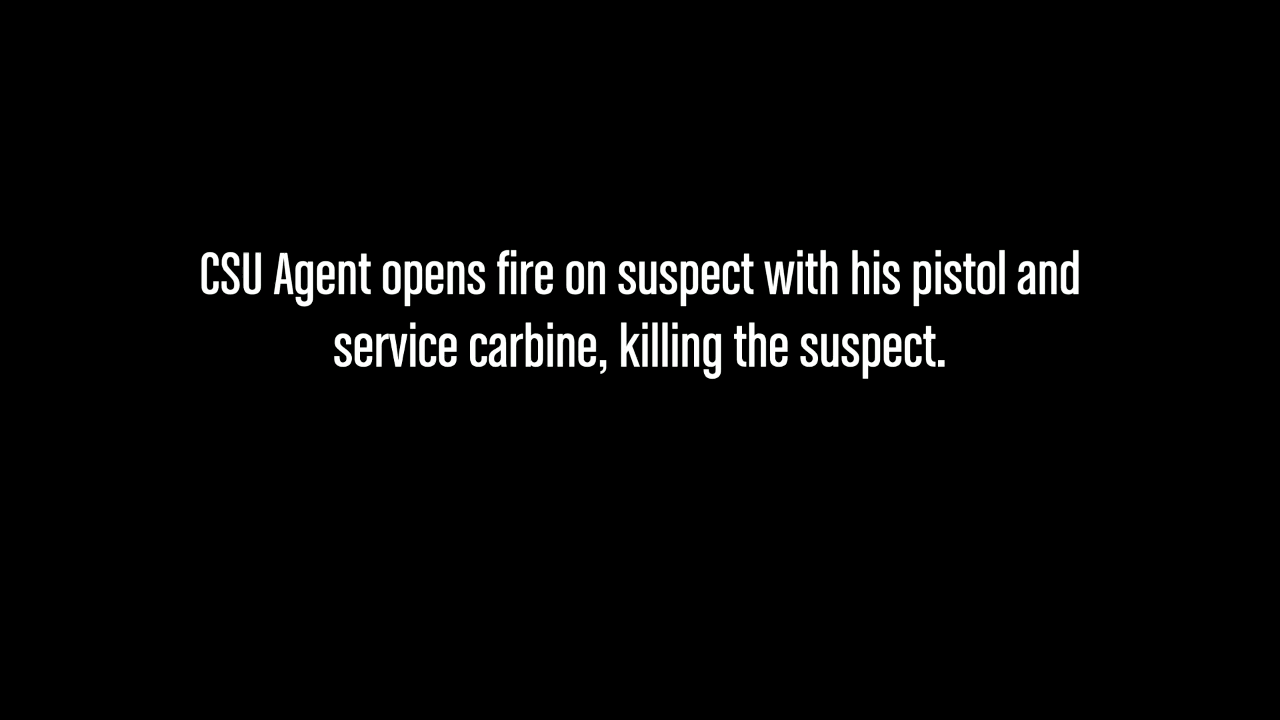 CSU Agent opens fire on suspect with his pistol and
service carbine, killing the suspect.